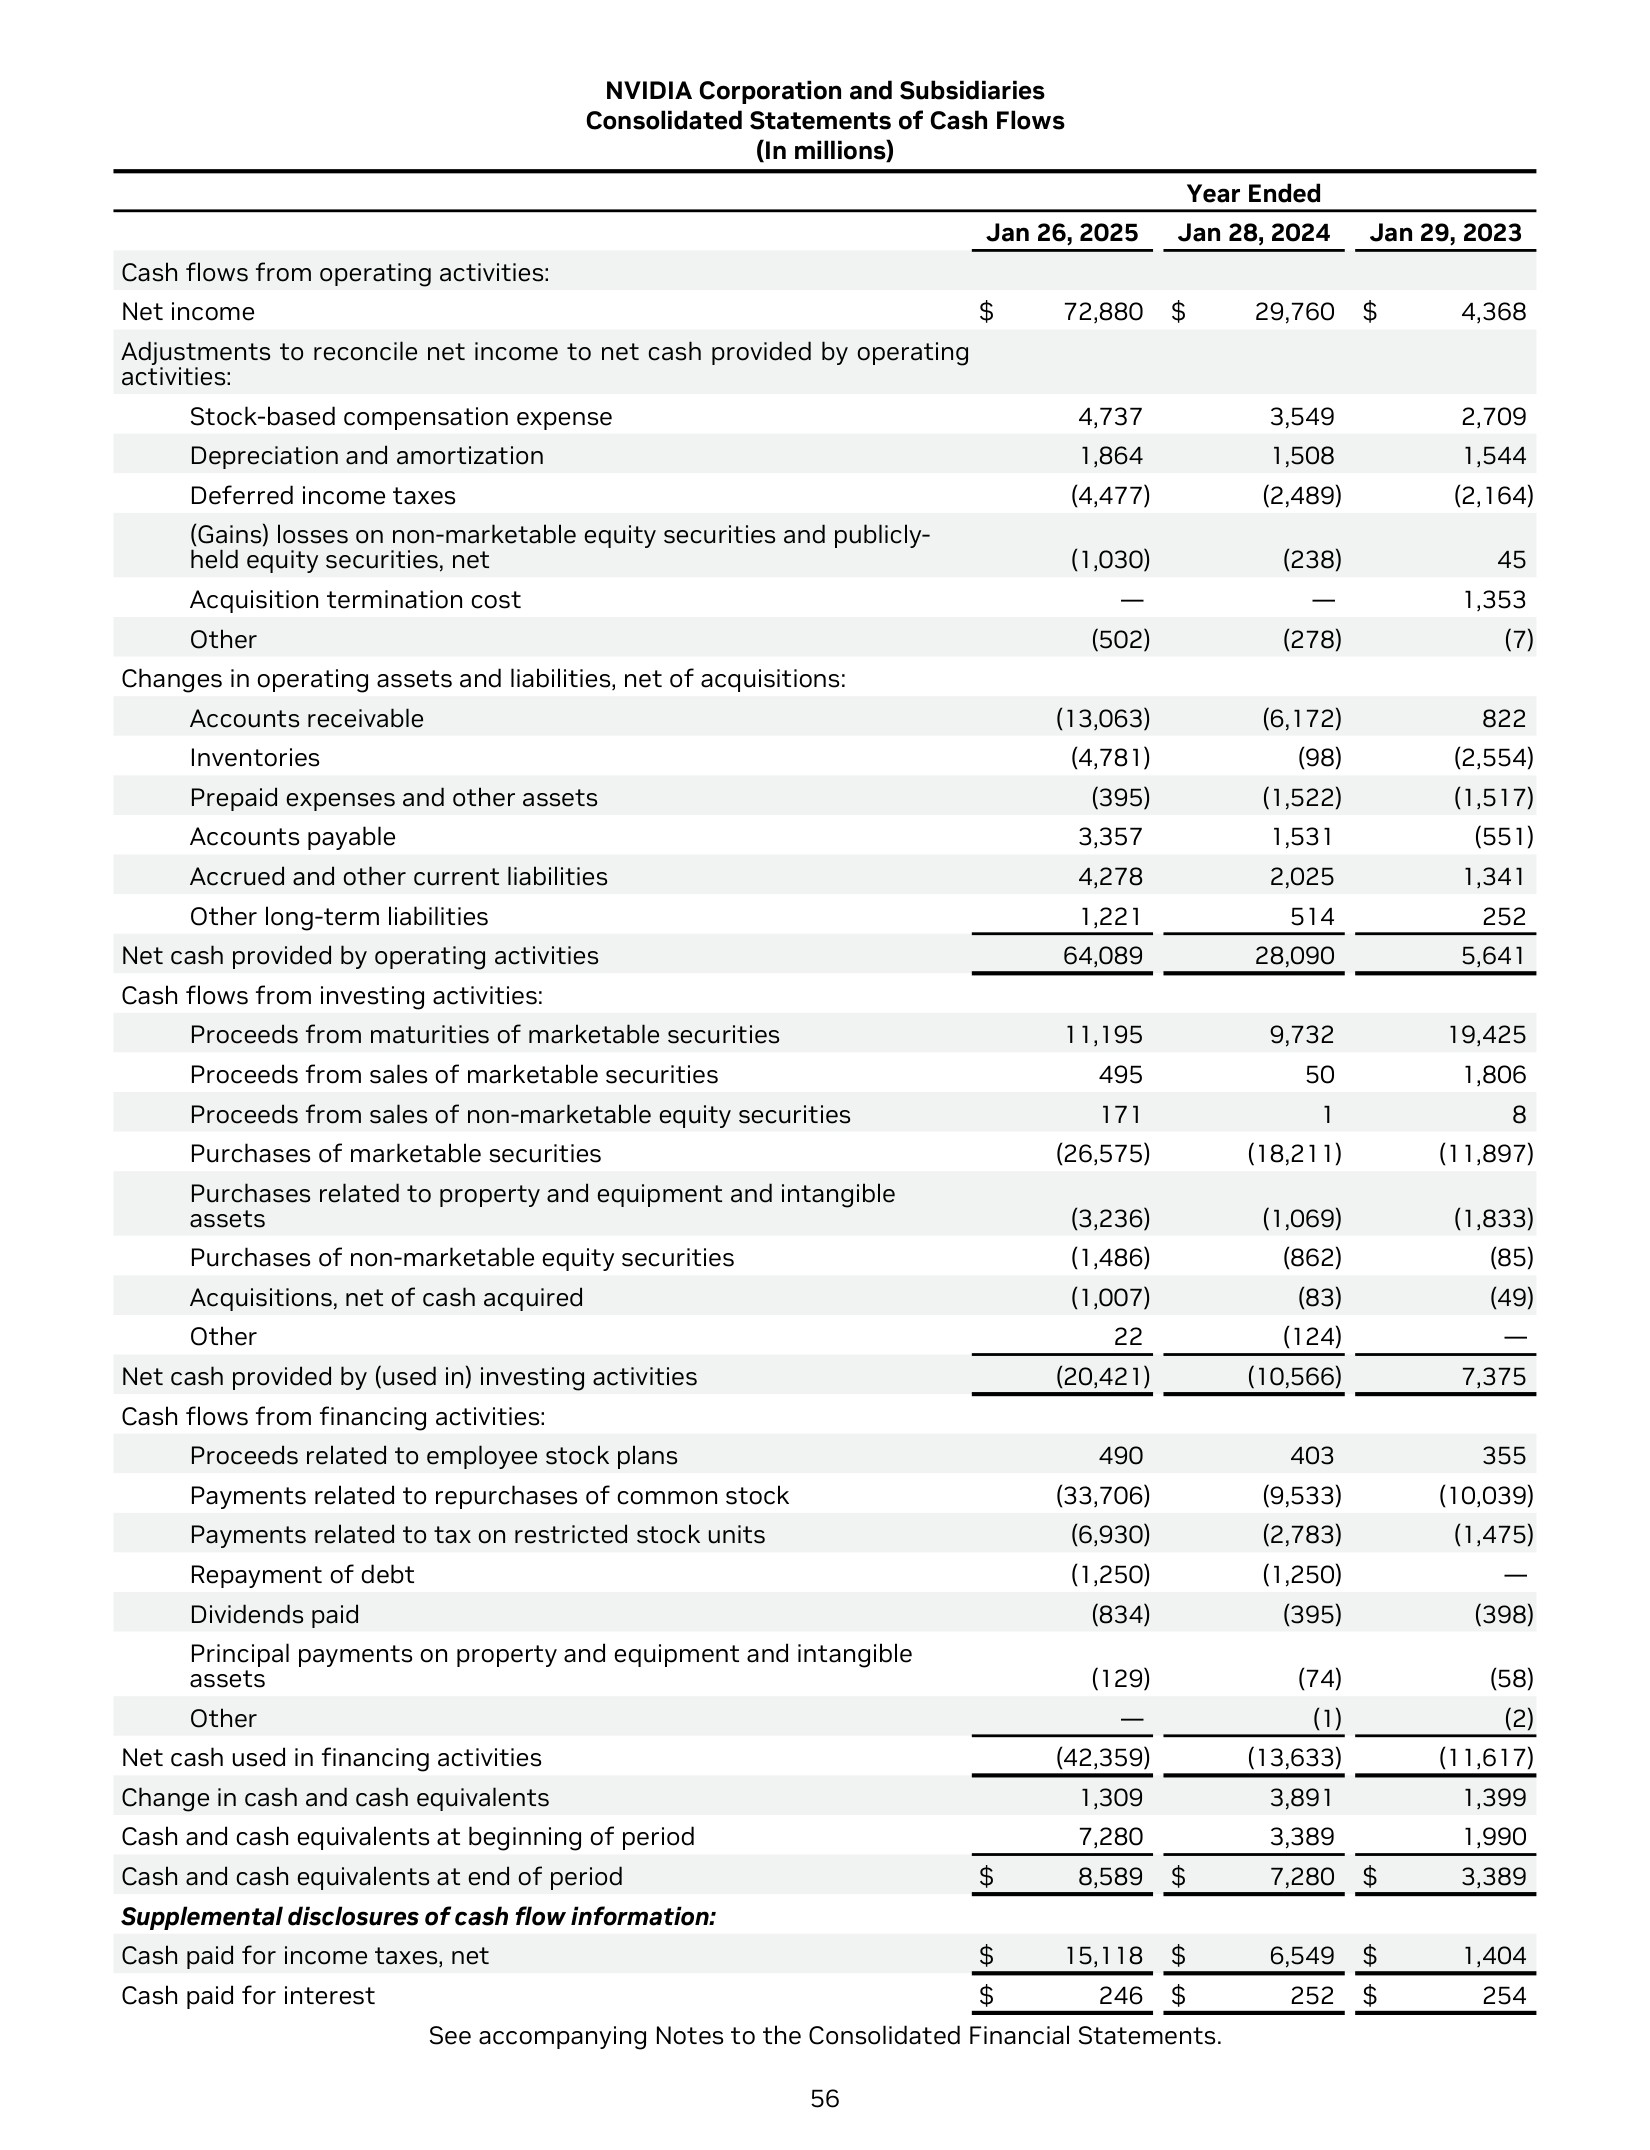 NVIDIA Corporation and Subsidiaries
Consolidated Statements of Cash Flows
(In millions)
Year Ended
Jan 26, 2025 Jan 28, 2024 Jan 29, 2023
Cash flows from operating activities:
Net income $ 72,880 $ 29,760 $ 4,368
Adjustments to reconcile net income to net cash provided by operating
activities:
Stock-based compensation expense 4,737 3,549 2,709
Depreciation and amortization 1,864 1,508 1,544
Deferred income taxes (4,477) (2,489) (2,164)
(Gains) losses on non-marketable equity securities and publicly-
held equity securities, net (1,030) (238) 45
Acquisition termination cost — — 1,353
Other (502) (278) (7)
Changes in operating assets and liabilities, net of acquisitions:
Accounts receivable (13,063) (6,172) 822
Inventories (4,781) (98) (2,554)
Prepaid expenses and other assets (395) (1,522) (1,517)
Accounts payable 3,357 1,531 (551)
Accrued and other current liabilities 4,278 2,025 1,341
Other long-term liabilities 1,221 514 252
Net cash provided by operating activities 64,089 28,090 5,641
Cash flows from investing activities:
Proceeds from maturities of marketable securities 11,195 9,732 19,425
Proceeds from sales of marketable securities 495 50 1,806
Proceeds from sales of non-marketable equity securities 171 1 8
Purchases of marketable securities (26,575) (18,211) (11,897)
Purchases related to property and equipment and intangible
assets (3,236) (1,069) (1,833)
Purchases of non-marketable equity securities (1,486) (862) (85)
Acquisitions, net of cash acquired (1,007) (83) (49)
Other 22 (124) —
Net cash provided by (used in) investing activities (20,421) (10,566) 7,375
Cash flows from financing activities:
Proceeds related to employee stock plans 490 403 355
Payments related to repurchases of common stock (33,706) (9,533) (10,039)
Payments related to tax on restricted stock units (6,930) (2,783) (1,475)
Repayment of debt (1,250) (1,250) —
Dividends paid (834) (395) (398)
Principal payments on property and equipment and intangible
assets (129) (74) (58)
Other — (1) (2)
Net cash used in financing activities (42,359) (13,633) (11,617)
Change in cash and cash equivalents 1,309 3,891 1,399
Cash and cash equivalents at beginning of period 7,280 3,389 1,990
Cash and cash equivalents at end of period $ 8,589 $ 7,280 $ 3,389
Supplemental disclosures of cash flow information:
Cash paid for income taxes, net $ 15,118 $ 6,549 $ 1,404
Cash paid for interest $ 246 $ 252 $ 254
See accompanying Notes to the Consolidated Financial Statements.
56